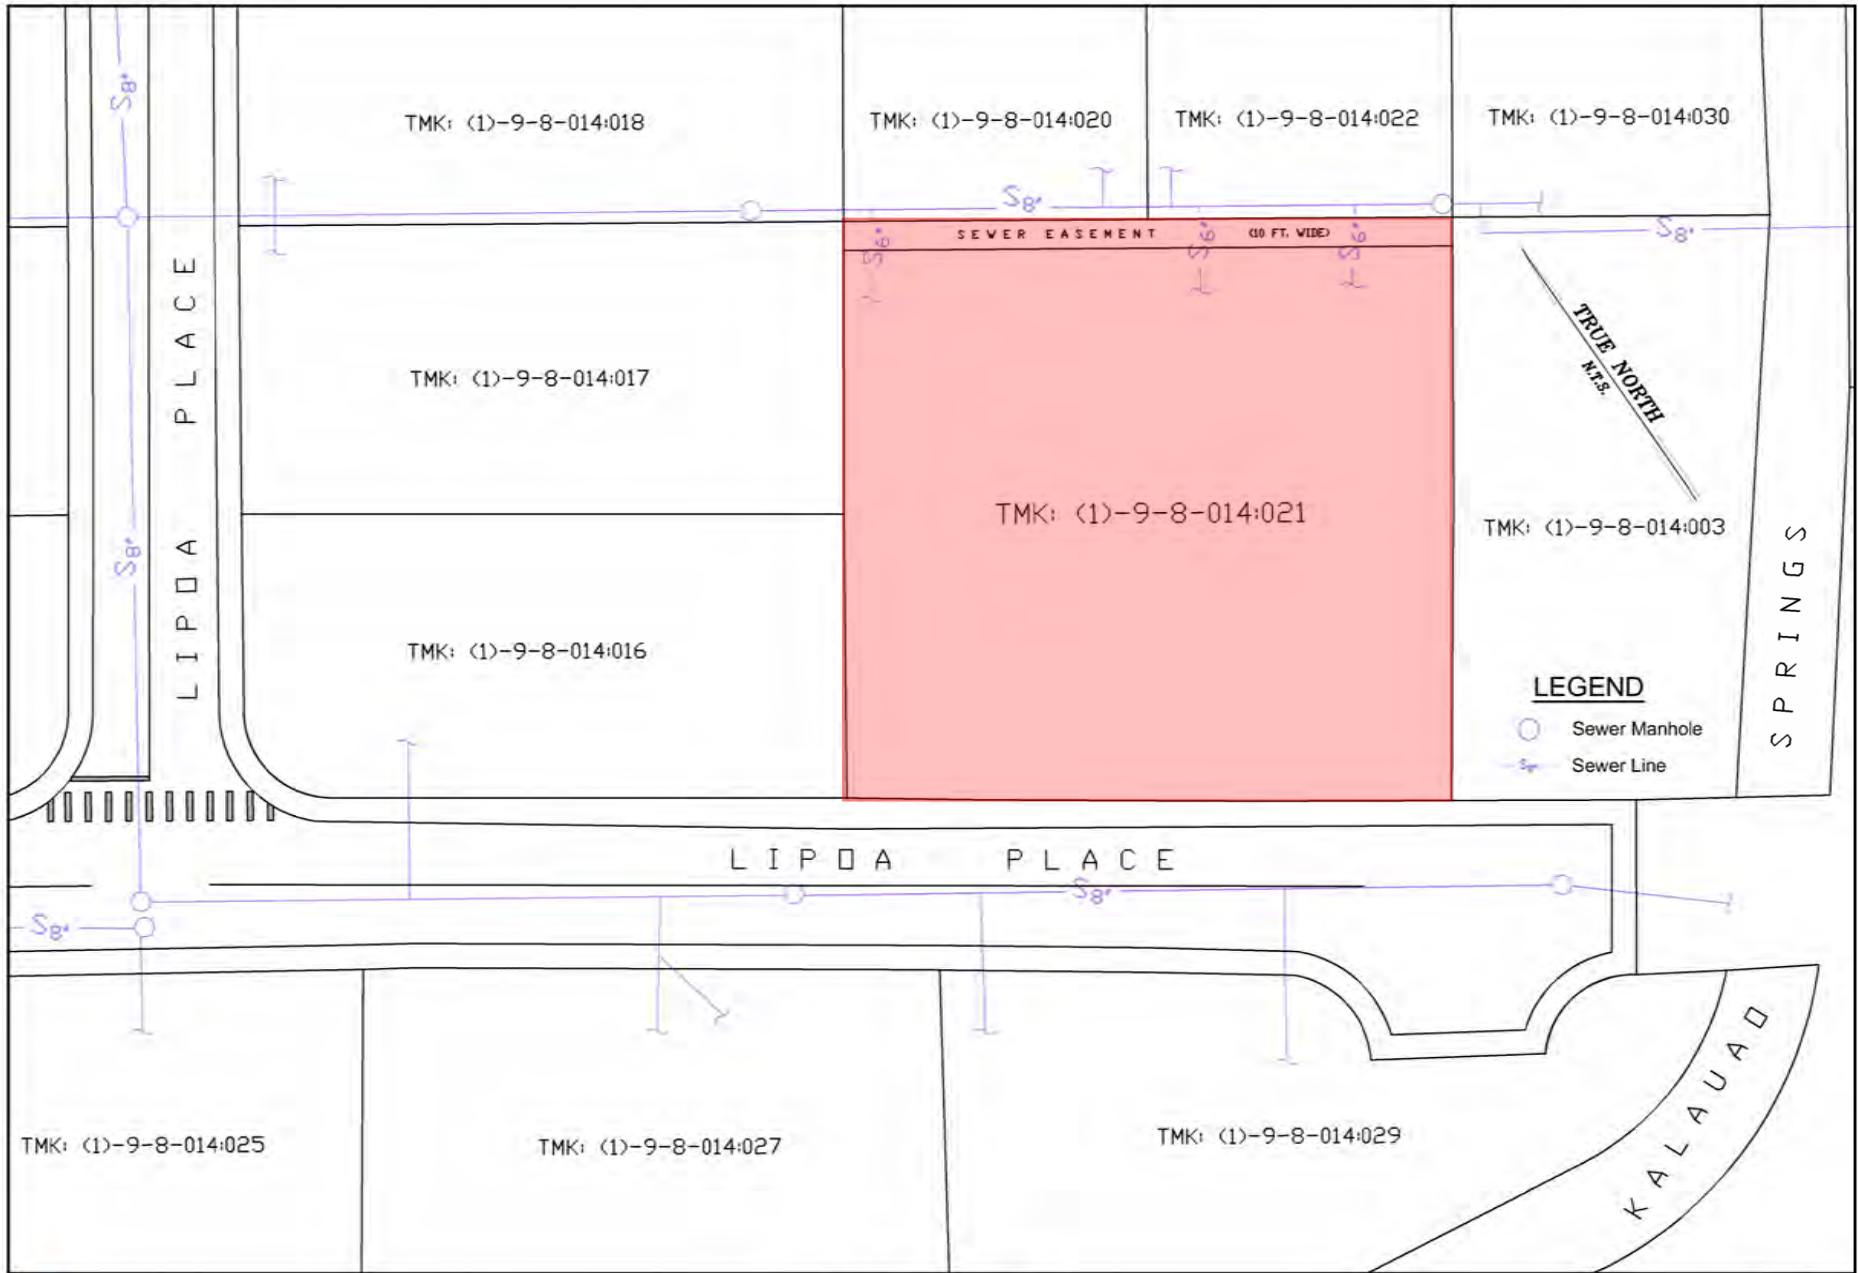 S8"
TMK: (1)-9-8-014:018
TMK: (1)-9-8-014:020
TMK: (1)-9-8-014:022
TMK: (1)-9-8-014:030
S8"
S8"
SEWER EASEMENT (10 FT. WIDE)
S6"
S6"
S6"
LIPOA PLACE
TMK: (1)-9-8-014:017
TRUE NORTH
N.T.S.
TMK: (1)-9-8-014:021
TMK: (1)-9-8-014:003
S8"
TMK: (1)-9-8-014:016
SPRINGS
LEGEND
Sewer Manhole
S8"
Sewer Line
LIPOA PLACE
S8"
S8"
TMK: (1)-9-8-014:025
TMK: (1)-9-8-014:027
TMK: (1)-9-8-014:029
KALAUAO